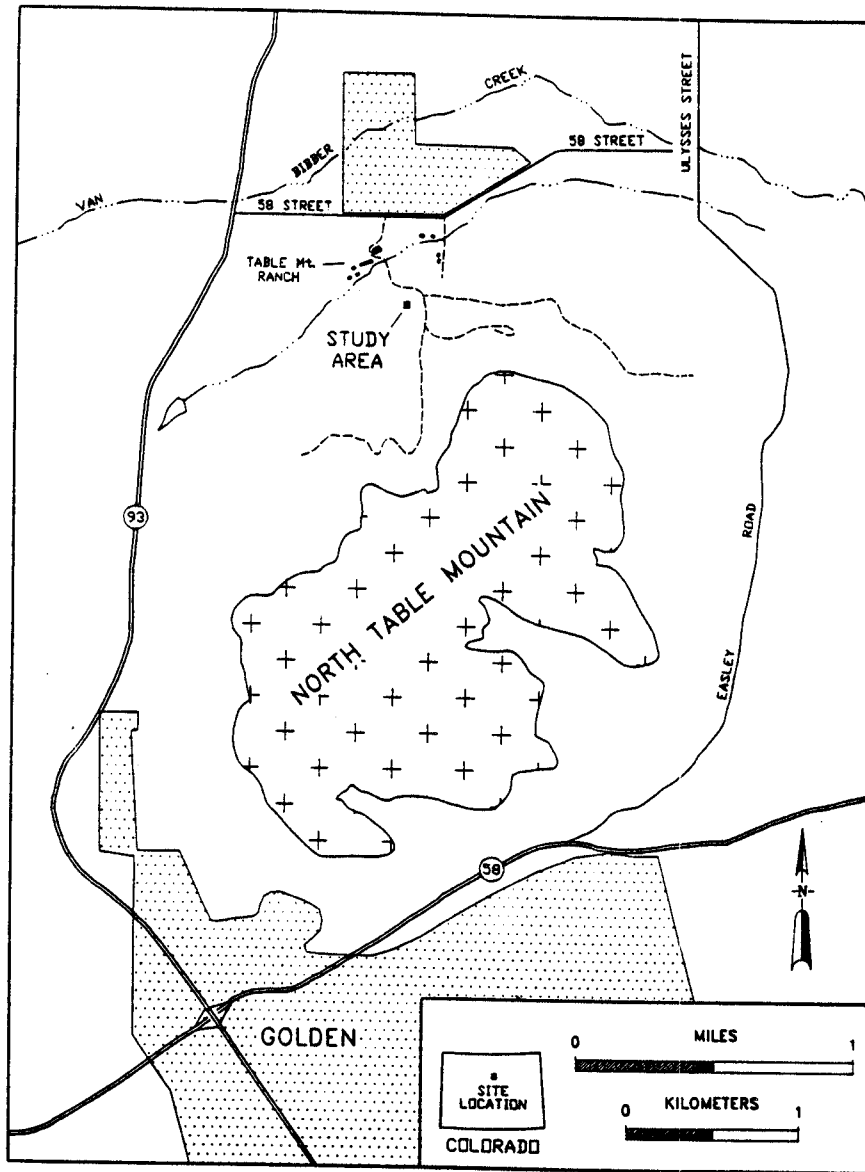 CREEK
ULYSSES STREET
58 STREET
BIDDER
VAN
58 STREET
TABLE Mt.
RANCH
STUDY
AREA
93
NORTH TABLE MOUNTAIN
ROAD
EASLEY
58
N
GOLDEN
MILES
0 1
SITE
LOCATION
KILOMETERS
0 1
COLORADO